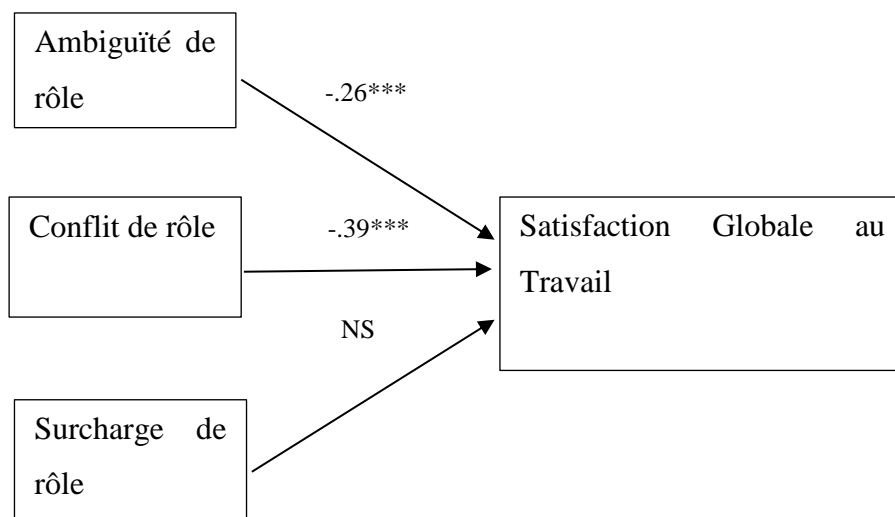 Ambiguïté de
rôle
-.26***
Conflit de rôle
-.39***
Satisfaction Globale au
Travail
NS
Surcharge de
rôle